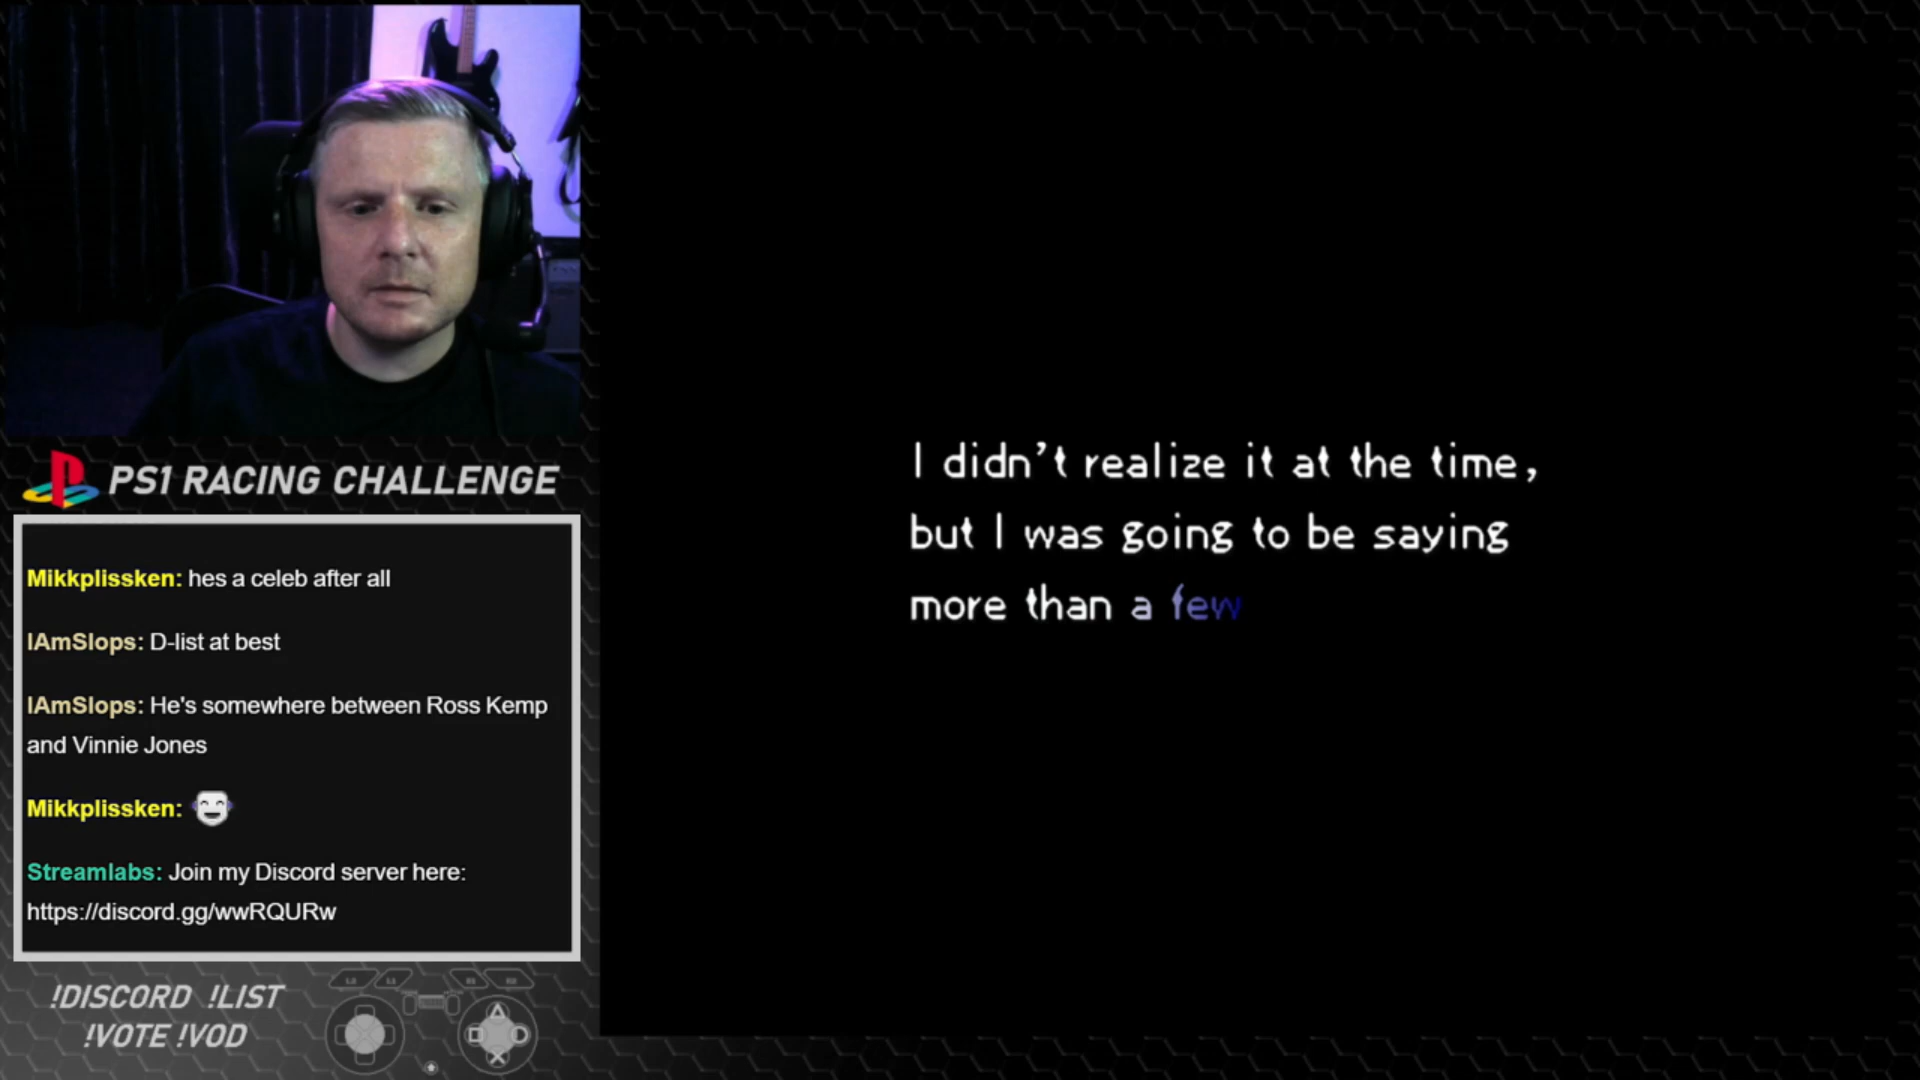 PS1 RACING CHALLENGE
Mikkplissken: hes a celeb after all
IAmSlops: D-list at best
IAmSlops: He's somewhere between Ross Kemp
and Vinnie Jones
Mikkplissken:
Streamlabs: Join my Discord server here:
https://discord.gg/wwRQURw
!DISCORD !LIST
!VOTE !VOD
I didn't realize it at the time,
but I was going to be saying
more than a few